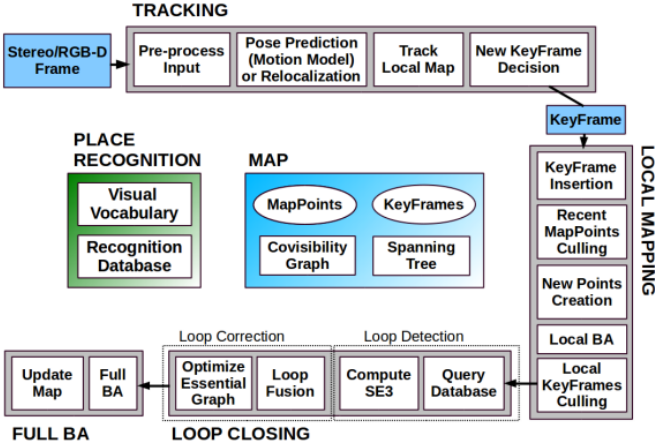 TRACKING
Stereo/RGB-D
Frame
Pre-process
Input
Pose Prediction
(Motion Model)
or Relocalization
Track
Local Map
New KeyFrame
Decision
KeyFrame
LOCAL MAPPING
KeyFrame
Insertion
Recent
MapPoints
Culling
New Points
Creation
Local BA
Local
KeyFrames
Culling
PLACE
RECOGNITION
Visual
Vocabulary
Recognition
Database
MAP
MapPoints
KeyFrames
Covisibility
Graph
Spanning
Tree
Loop Correction
Loop Detection
Update
Map
Full
BA
Optimize
Essential
Graph
Loop
Fusion
Compute
SE3
Query
Database
FULL BA
LOOP CLOSING